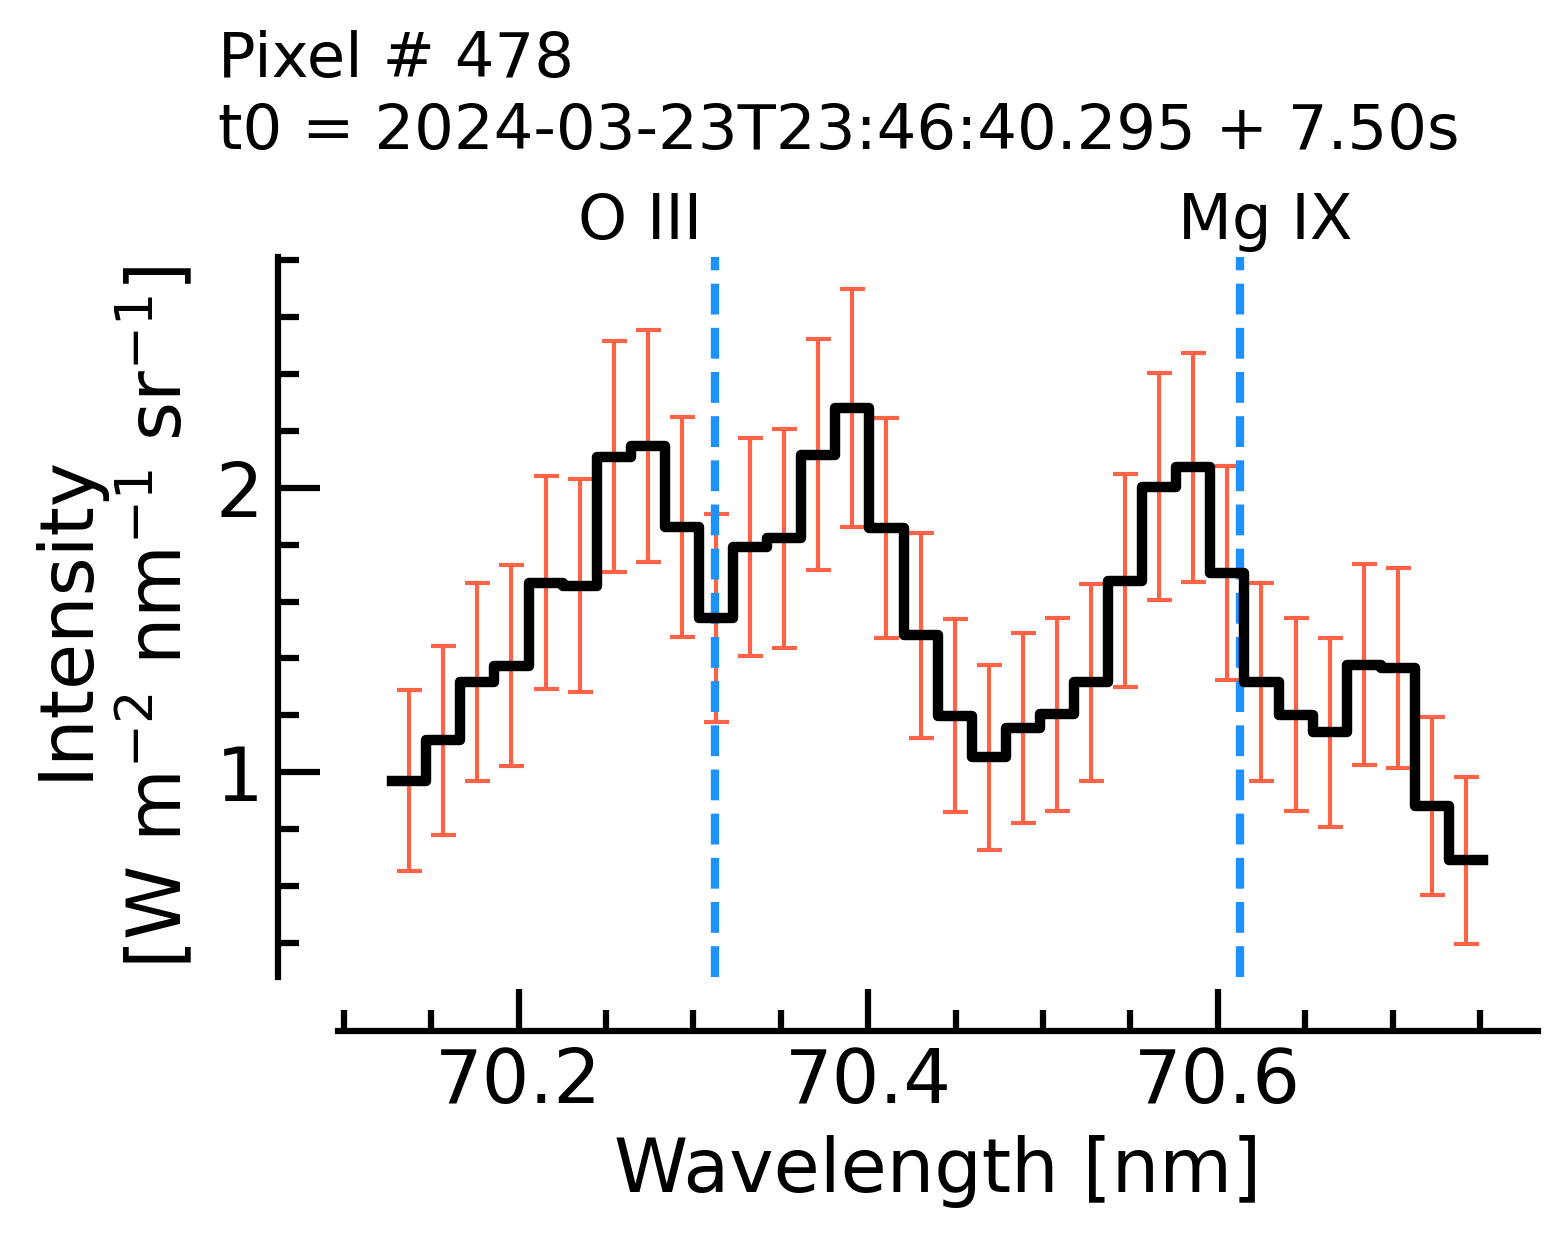 Pixel # 478
t0 = 2024-03-23T23:46:40.295 + 7.50s
O III Mg IX
Intensity
[W m⁻² nm⁻¹ sr⁻¹]
2
1
70.2 70.4 70.6
Wavelength [nm]